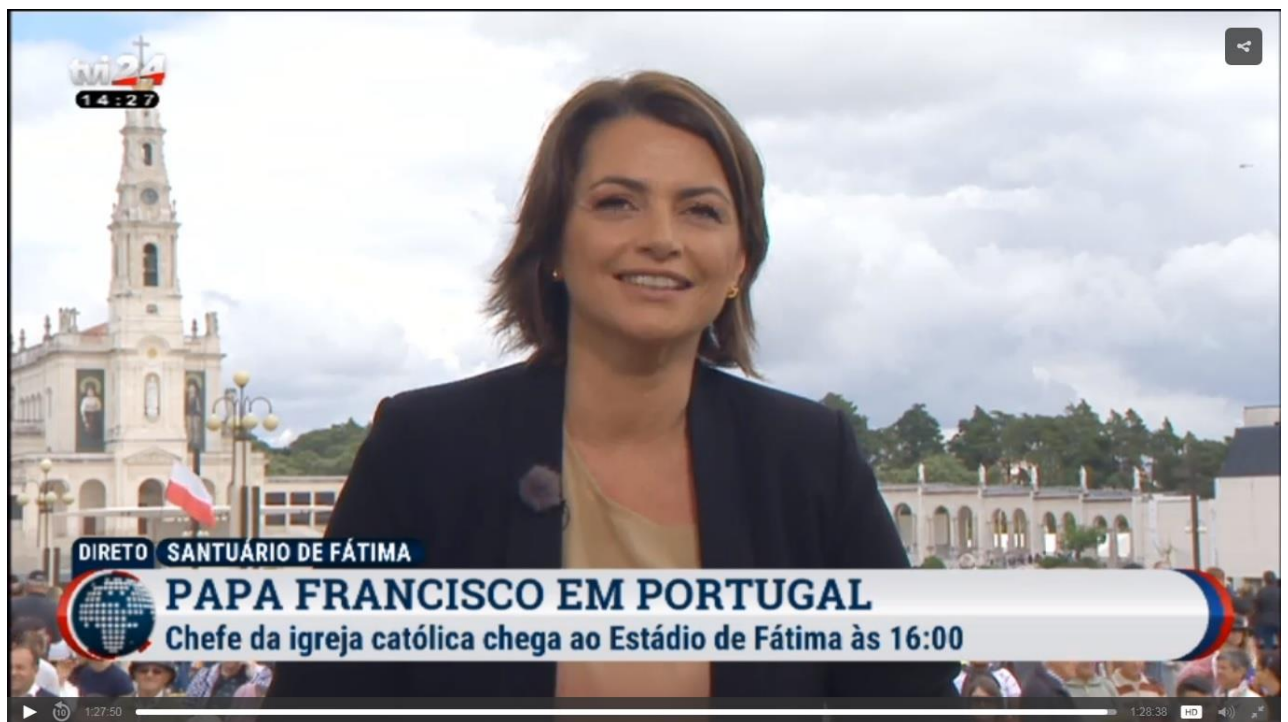 tvi24
14:27
DIRETO SANTUÁRIO DE FÁTIMA
PAPA FRANCISCO EM PORTUGAL
Chefe da igreja católica chega ao Estádio de Fátima às 16:00
10 1:27:50 1:28:38 HD